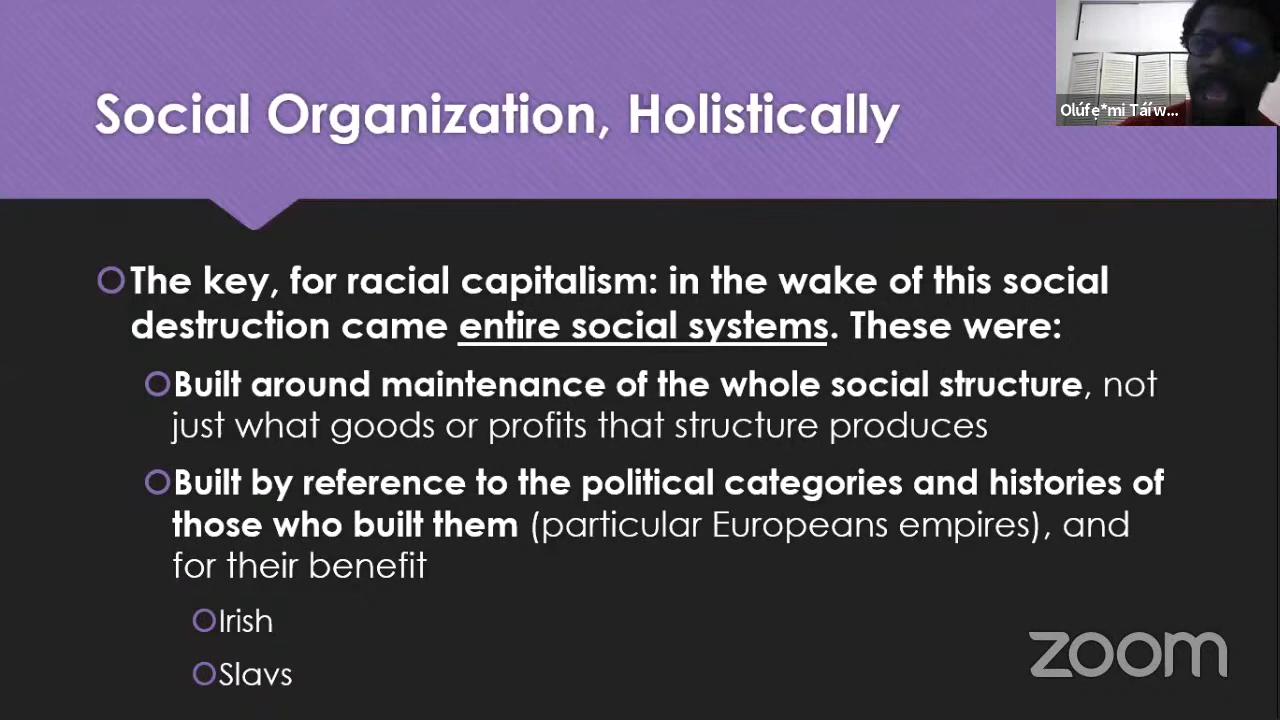 Social Organization, Holistically
Olúfẹ*mi Táíw...
The key, for racial capitalism: in the wake of this social
destruction came entire social systems. These were:
Built around maintenance of the whole social structure, not
just what goods or profits that structure produces
Built by reference to the political categories and histories of
those who built them (particular Europeans empires), and
for their benefit
Irish
Slavs
zoom